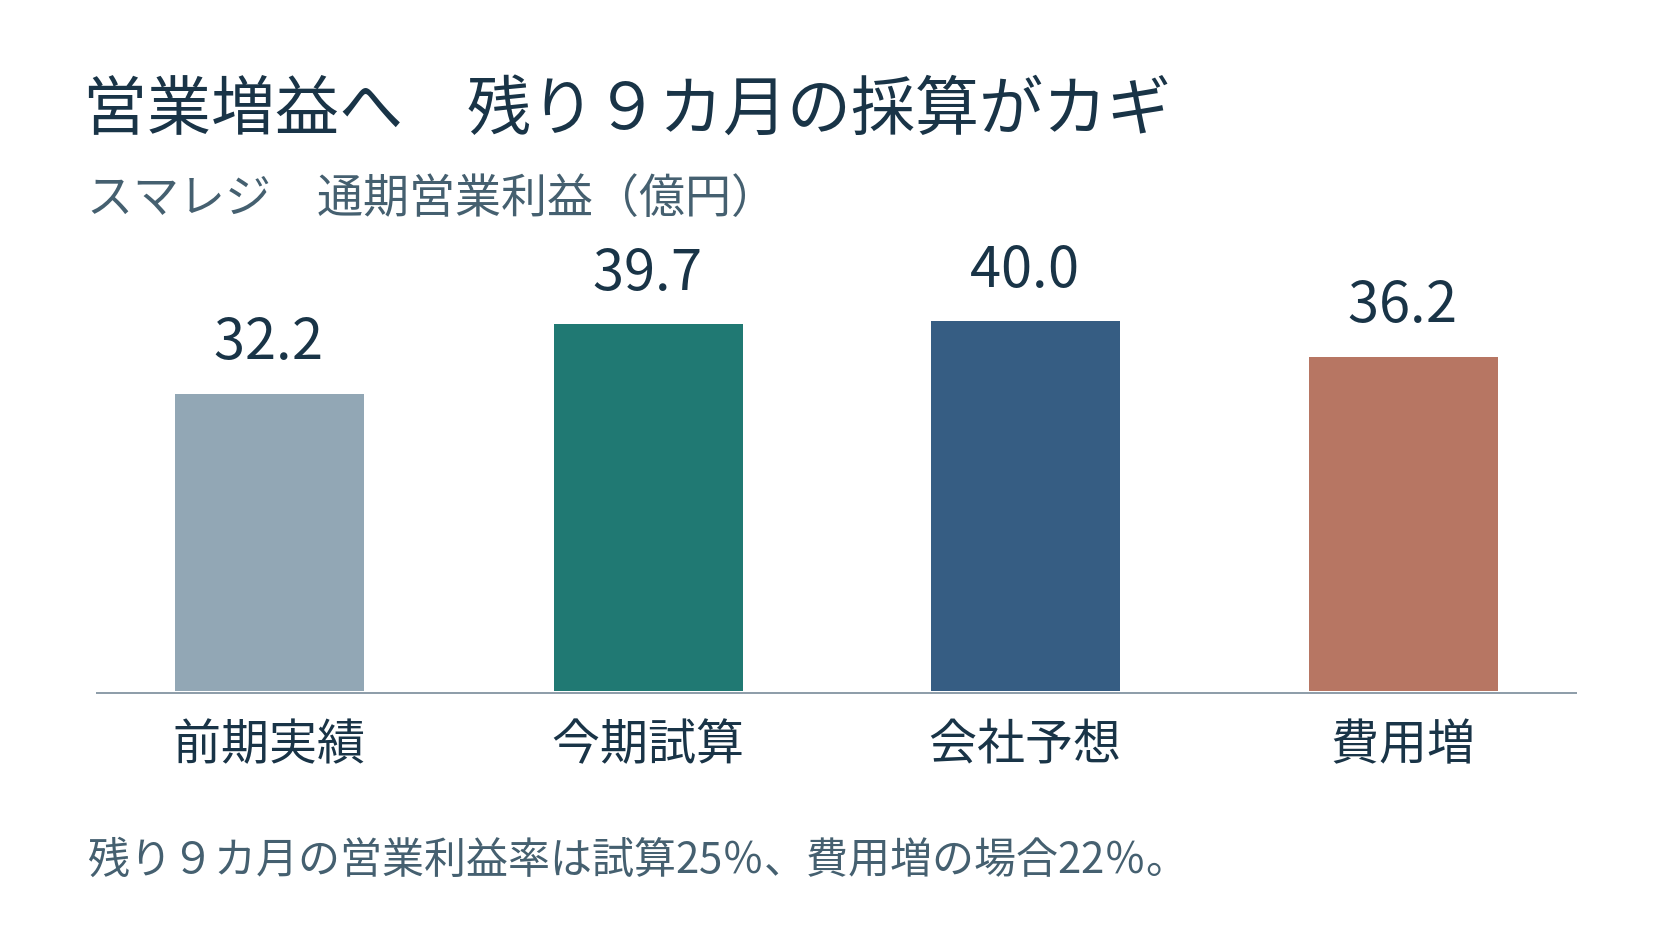 営業増益へ　残り９カ月の採算がカギ
スマレジ　通期営業利益（億円）
32.2
39.7
40.0
36.2
前期実績
今期試算
会社予想
費用増
残り９カ月の営業利益率は試算25％、費用増の場合22％。